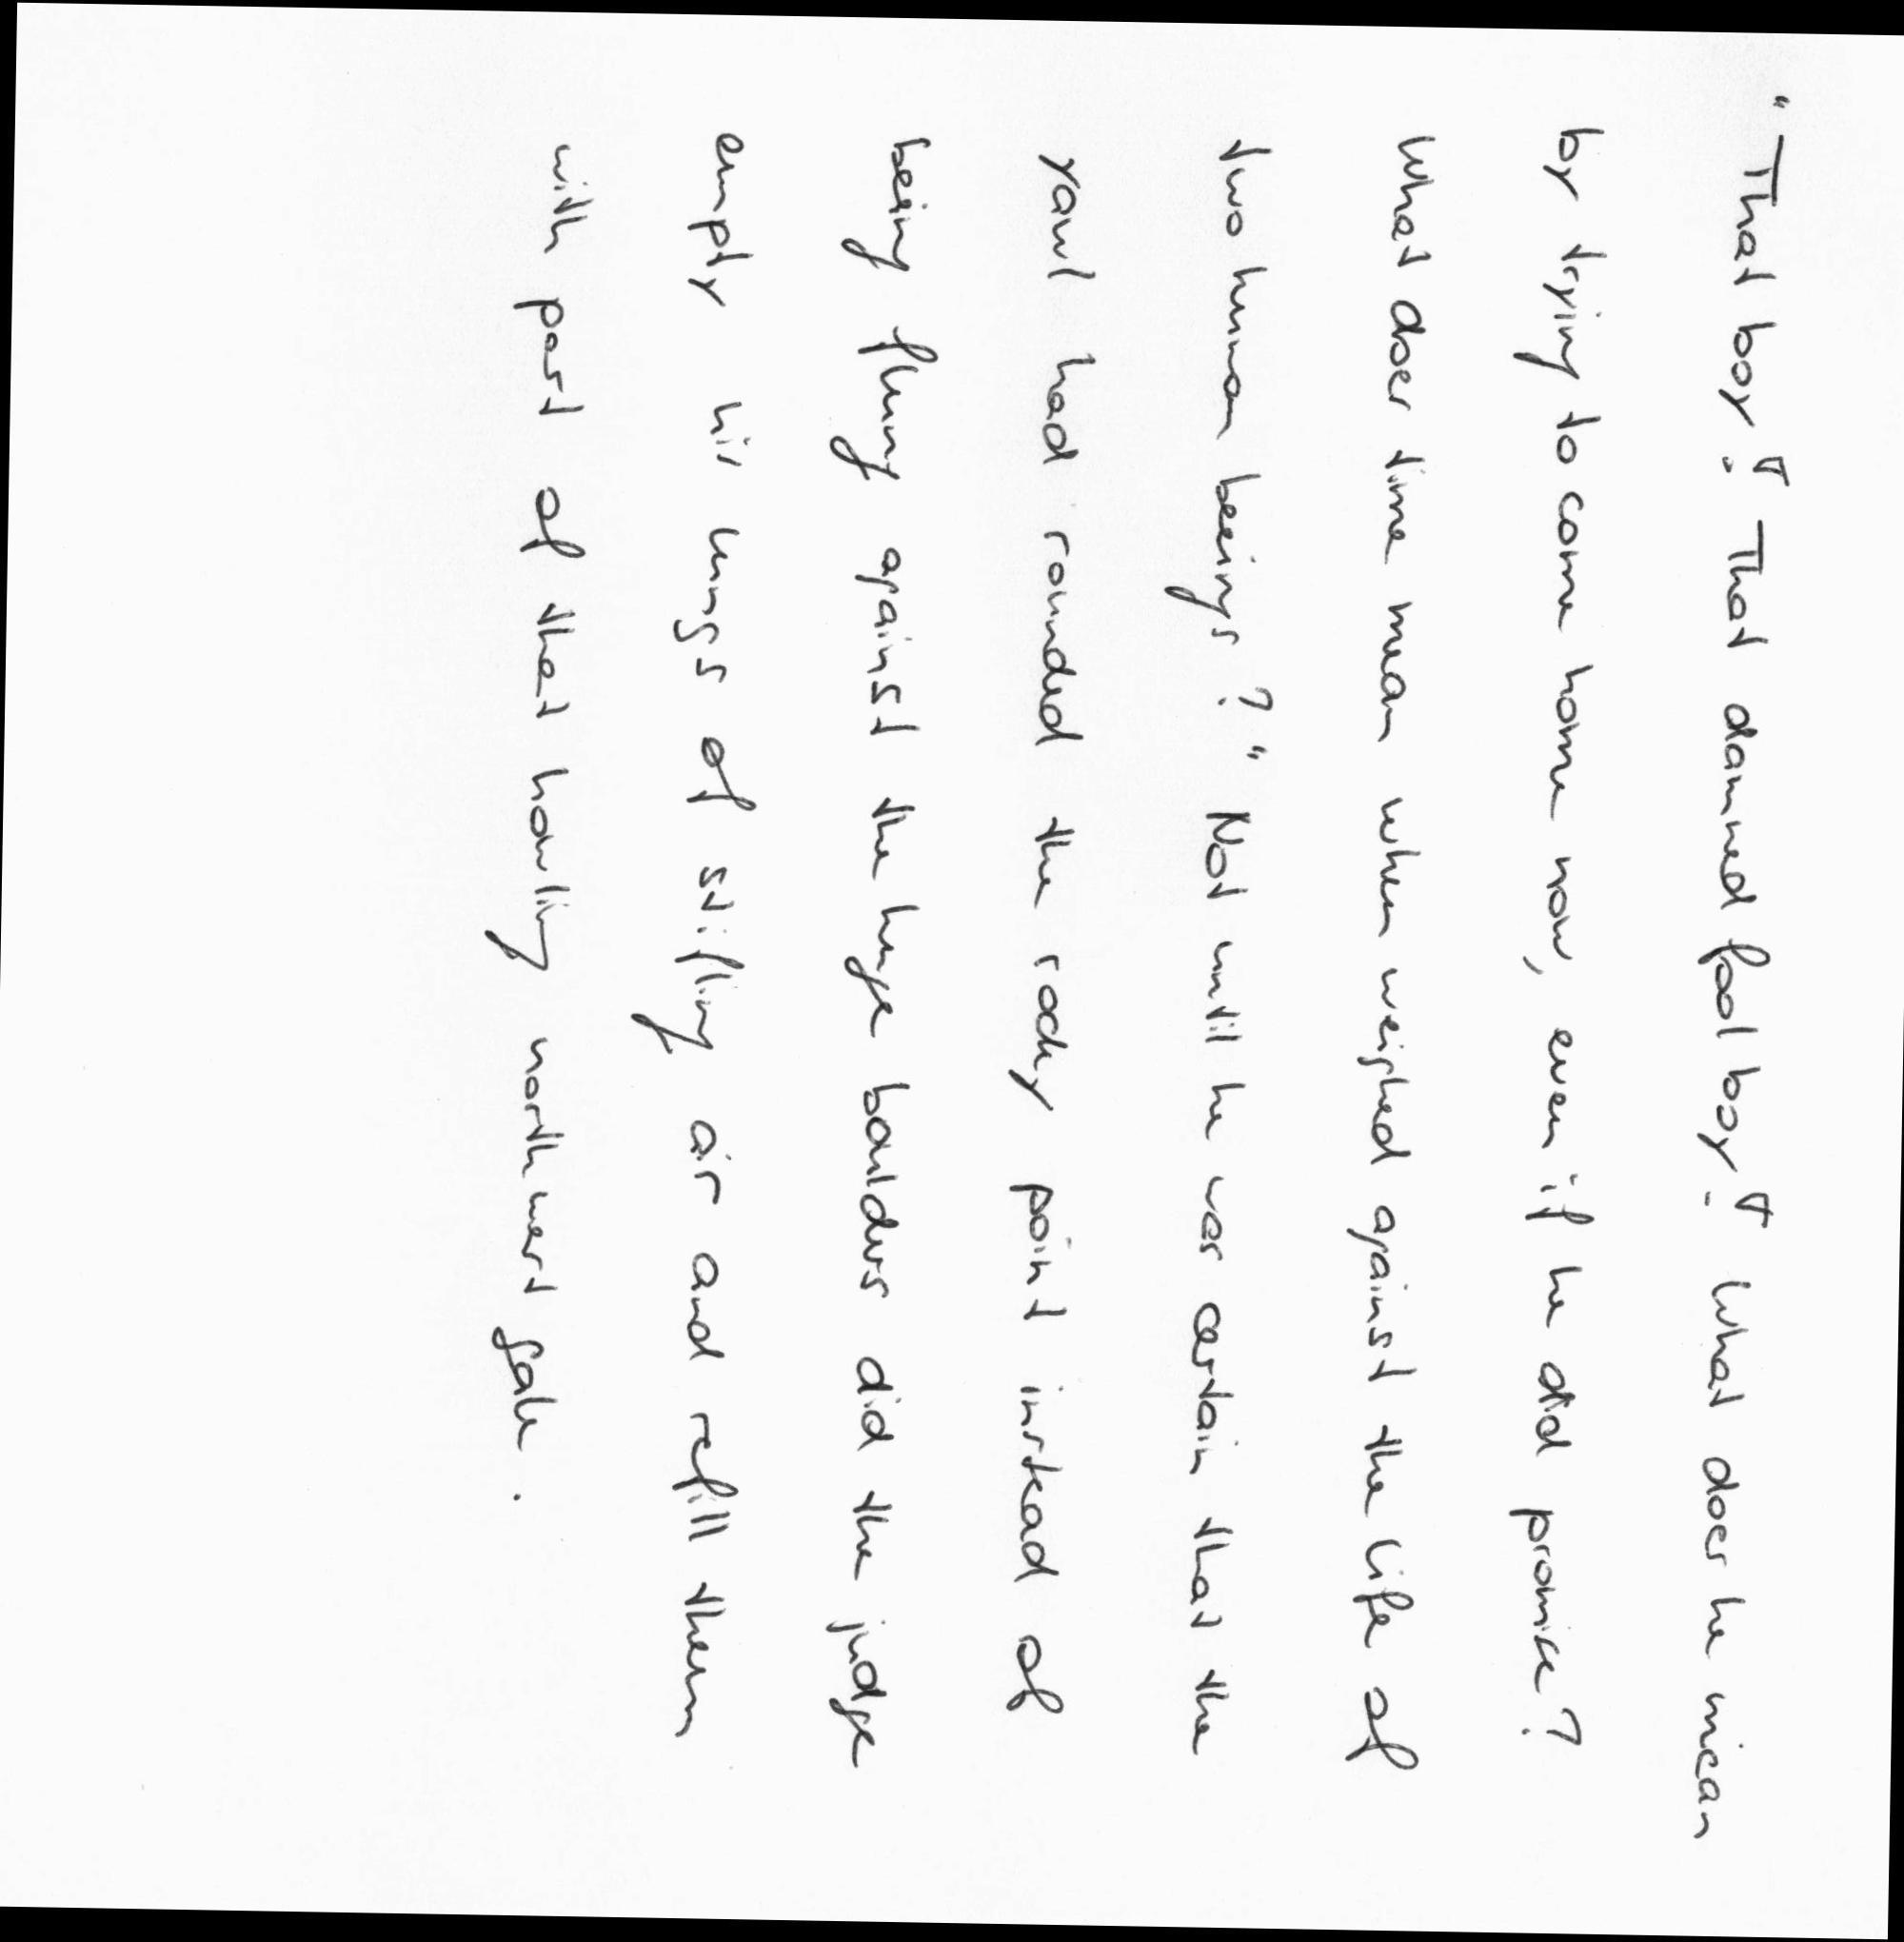 "That boy! That damned fool boy! What does he mean
by trying to come home now, even if he did promise?
What does time mean when weighed against the life of
two human beings?" Not until he was certain that the
yawl had rounded the rocky point instead of
being flung against the huge boulders did the judge
empty his lungs of stifling air and refill them
with part of that howling northwest gale.